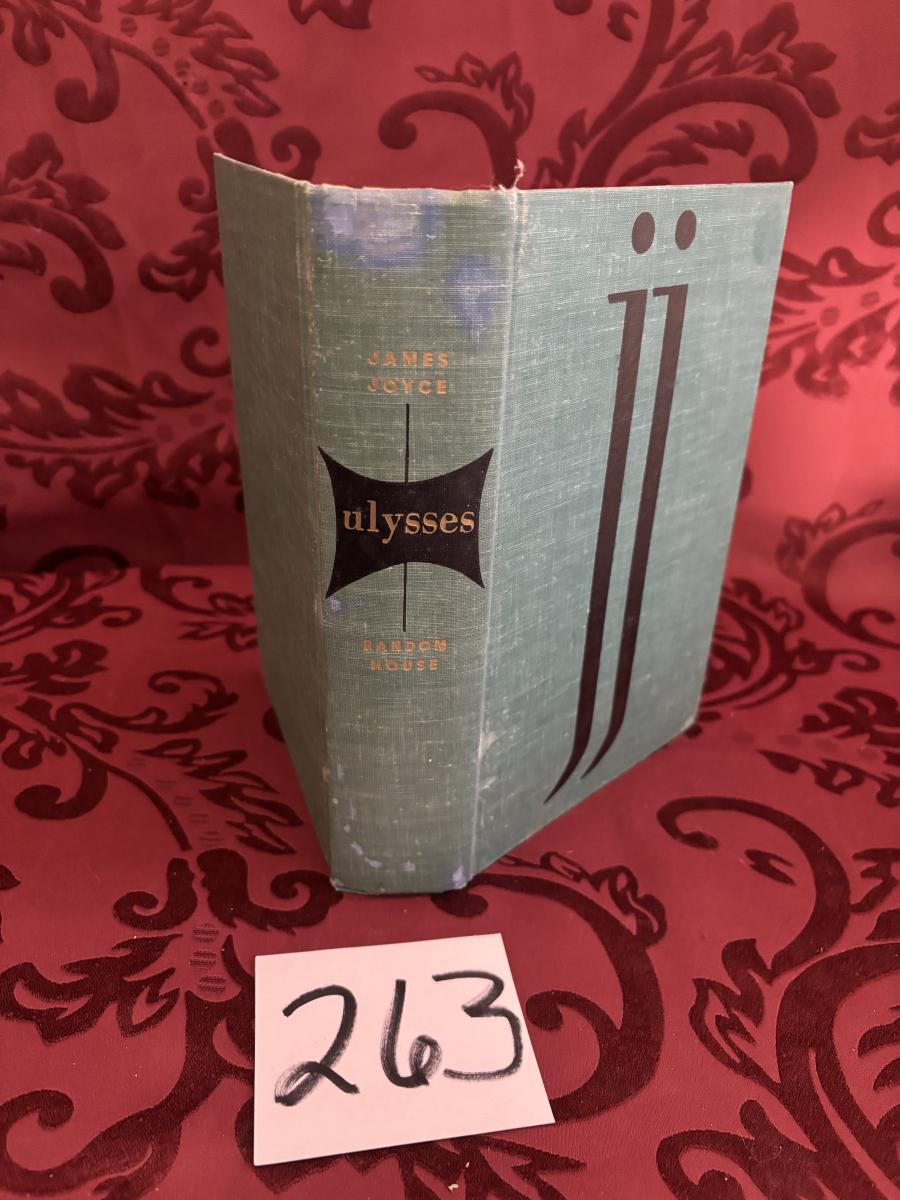 JAMES
JOYCE
ulysses
RANDOM
HOUSE
jj
263